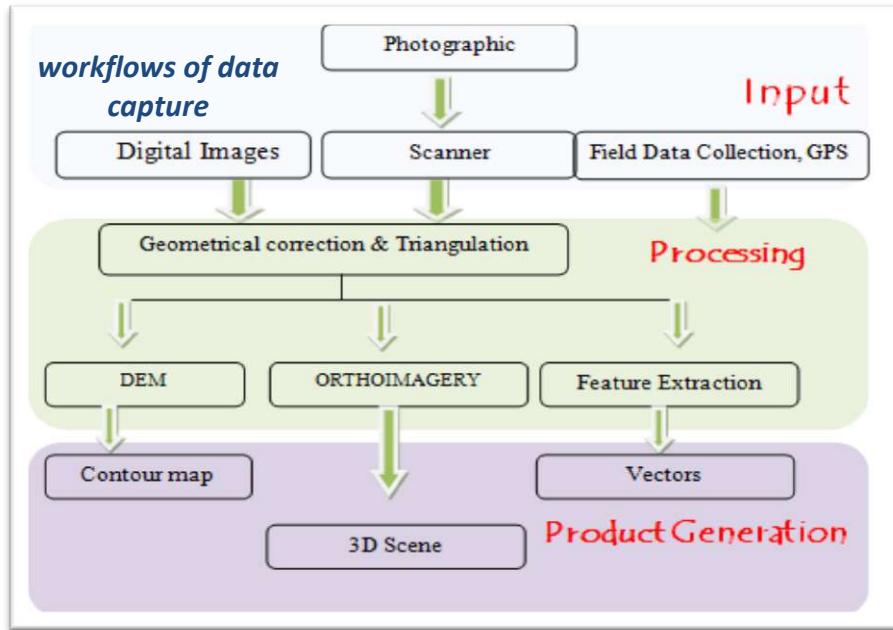 Photographic
workflows of data
capture
Input
Digital Images
Scanner
Field Data Collection, GPS
Geometrical correction & Triangulation
Processing
DEM
ORTHOIMAGERY
Feature Extraction
Contour map
Vectors
Product Generation
3D Scene